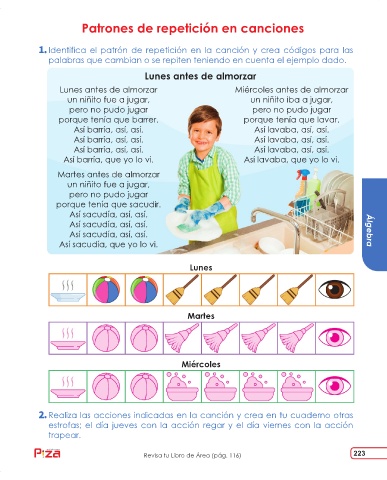 Patrones de repetición en canciones
1. Identifica el patrón de repetición en la canción y crea códigos para las
palabras que cambian o se repiten teniendo en cuenta el ejemplo dado.
Lunes antes de almorzar
Lunes antes de almorzar
un niñito fue a jugar,
pero no pudo jugar
porque tenía que barrer.
Así barría, así, así.
Así barría, así, así.
Así barría, así, así.
Así barría, que yo lo vi.
Martes antes de almorzar
un niñito fue a jugar,
pero no pudo jugar
porque tenía que sacudir.
Así sacudía, así, así.
Así sacudía, así, así.
Así sacudía, así, así.
Así sacudía, que yo lo vi.
Miércoles antes de almorzar
un niñito iba a jugar,
pero no pudo jugar
porque tenía que lavar.
Así lavaba, así, así.
Así lavaba, así, así.
Así lavaba, así, así.
Así lavaba, que yo lo vi.
Álgebra
Lunes
Martes
Miércoles
2. Realiza las acciones indicadas en la canción y crea en tu cuaderno otras
estrofas; el día jueves con la acción regar y el día viernes con la acción
trapear.
Revisa tu Libro de Área (pág. 116)
223